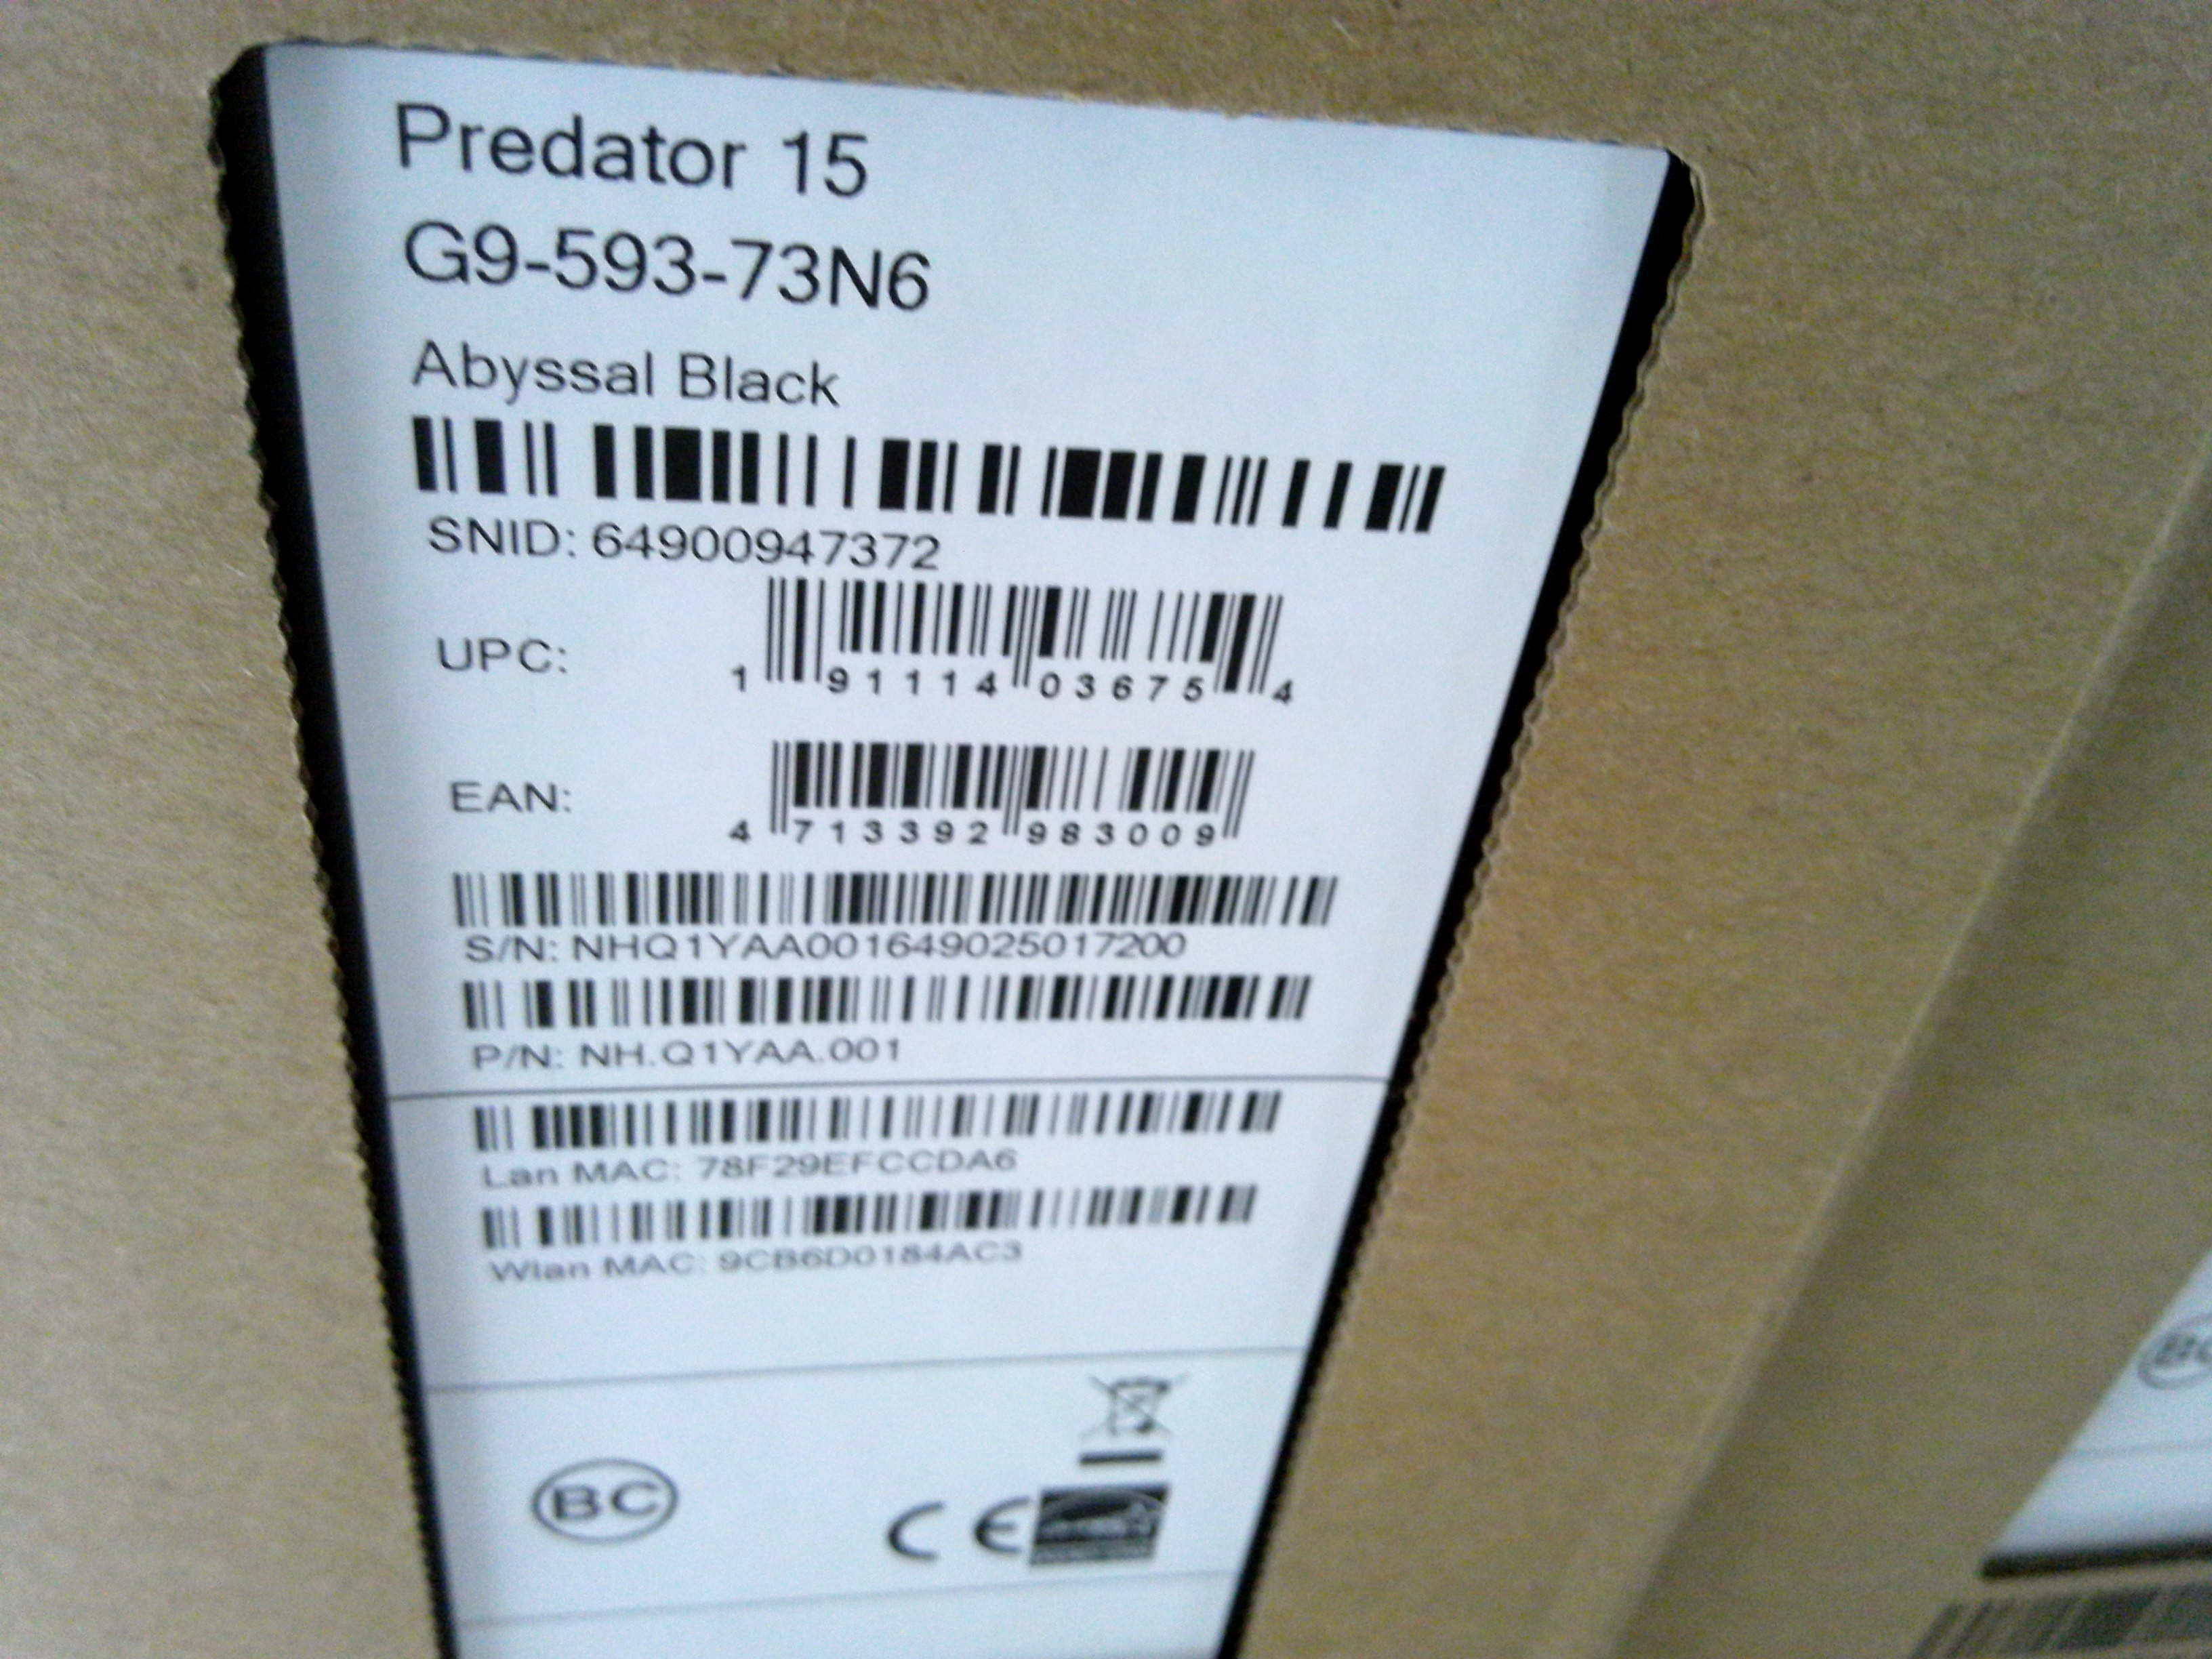 Predator 15
G9-593-73N6
Abyssal Black
SNID: 64900947372
UPC: 1 91114 03675 4
EAN: 4 713392 983009
S/N: NHQ1YAA001649025017200
P/N: NH.Q1YAA.001
Lan MAC: 78F29EFCCDA6
Wlan MAC: 9CB6D0184AC3
BC
CE
BC